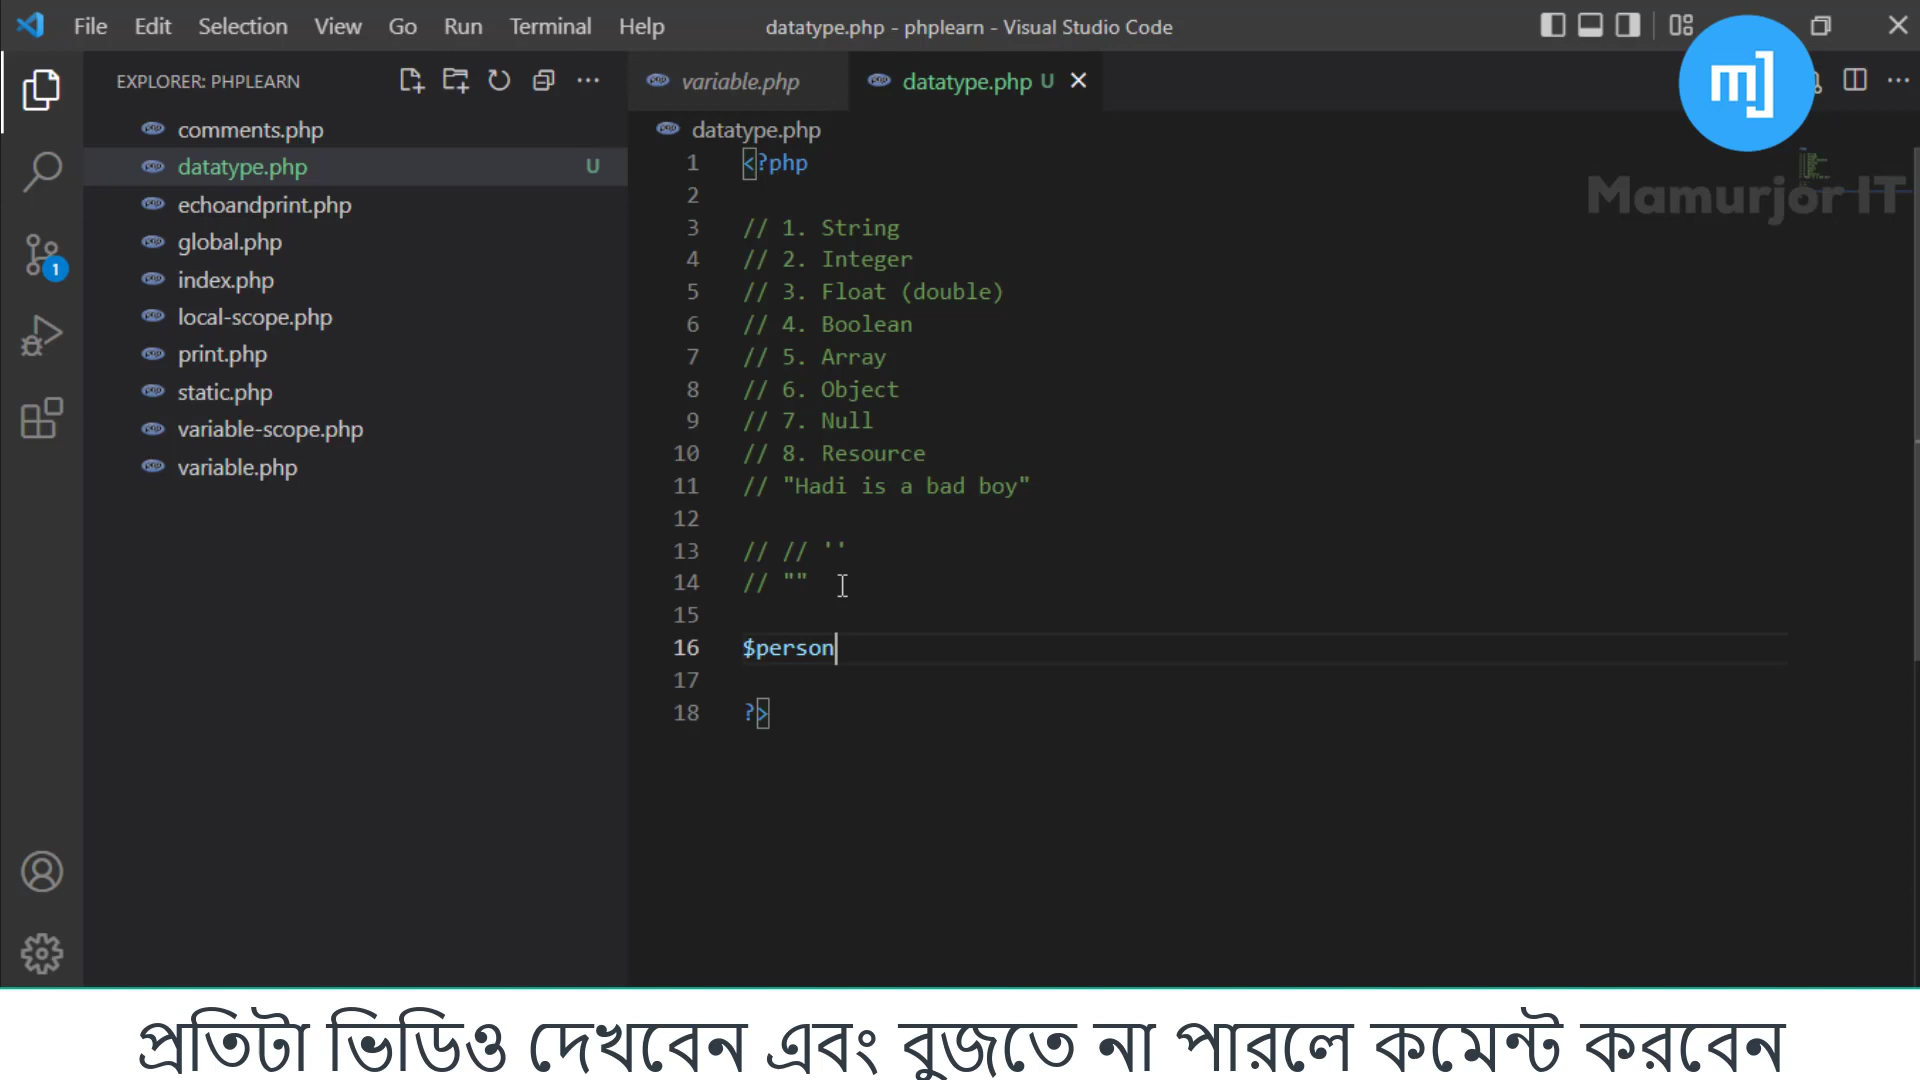 File Edit Selection View Go Run Terminal Help datatype.php - phplearn - Visual Studio Code
EXPLORER: PHPLEARN
variable.php
datatype.php U
comments.php
datatype.php U
echoandprint.php
global.php
index.php
local-scope.php
print.php
static.php
variable-scope.php
variable.php
1
datatype.php
1 <?php
2
3 // 1. String
4 // 2. Integer
5 // 3. Float (double)
6 // 4. Boolean
7 // 5. Array
8 // 6. Object
9 // 7. Null
10 // 8. Resource
11 // "Hadi is a bad boy"
12
13 // // ''
14 // ""
15
16 $person
17
18 ?>
Mamurjor IT
প্রতিটা ভিডিও দেখবেন এবং বুজতে না পারলে কমেন্ট করবেন